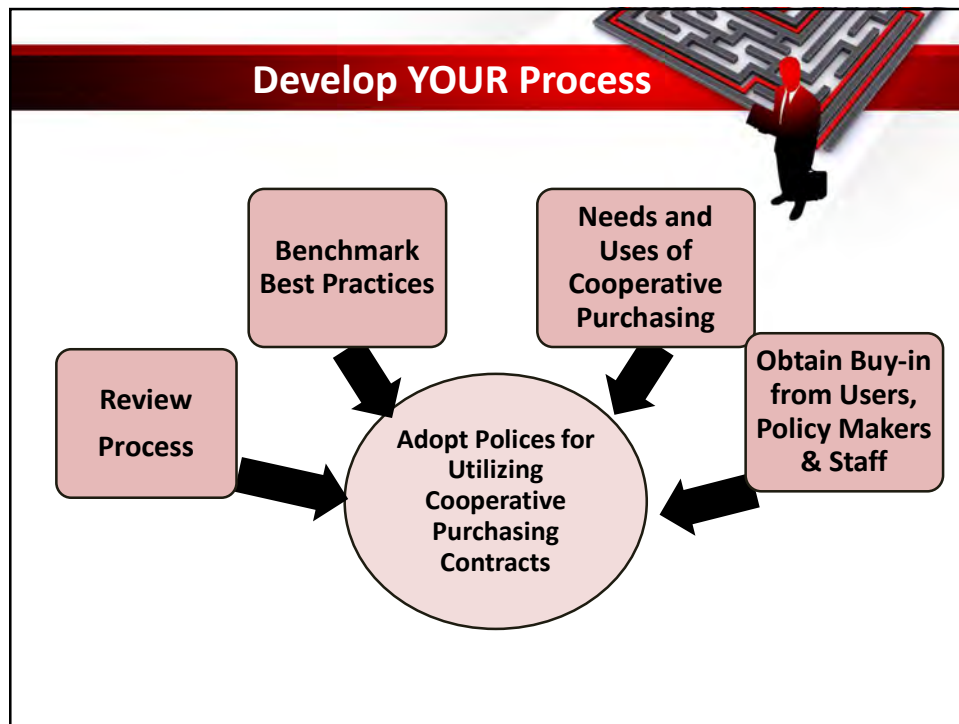 Develop YOUR Process
Benchmark
Best Practices
Needs and
Uses of
Cooperative
Purchasing
Review
Process
Obtain Buy-in
from Users,
Policy Makers
& Staff
Adopt Polices for
Utilizing
Cooperative
Purchasing
Contracts